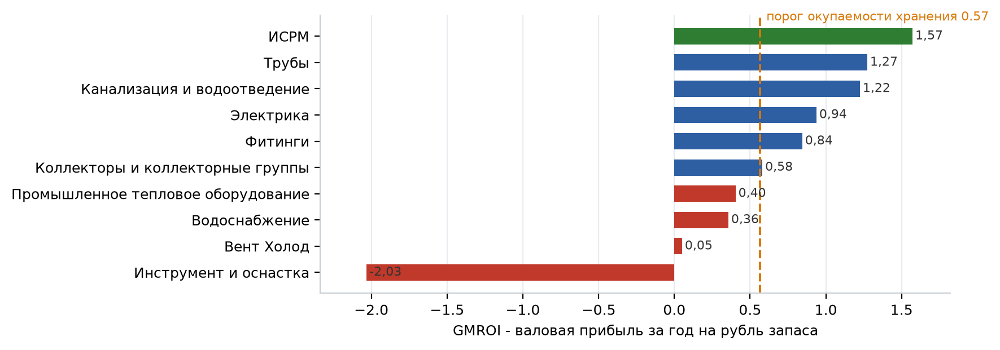 порог окупаемости хранения 0.57
ИСРМ 1,57
Трубы 1,27
Канализация и водоотведение 1,22
Электрика 0,94
Фитинги 0,84
Коллекторы и коллекторные группы 0,58
Промышленное тепловое оборудование 0,40
Водоснабжение 0,36
Вент Холод 0,05
Инструмент и оснастка -2,03
−2.0 −1.5 −1.0 −0.5 0.0 0.5 1.0 1.5
GMROI - валовая прибыль за год на рубль запаса